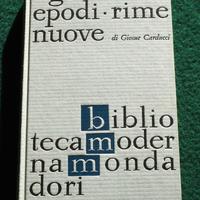 epodi · rime
nuove
di Giosue Carducci
biblio
tecamoder
namonda
dori